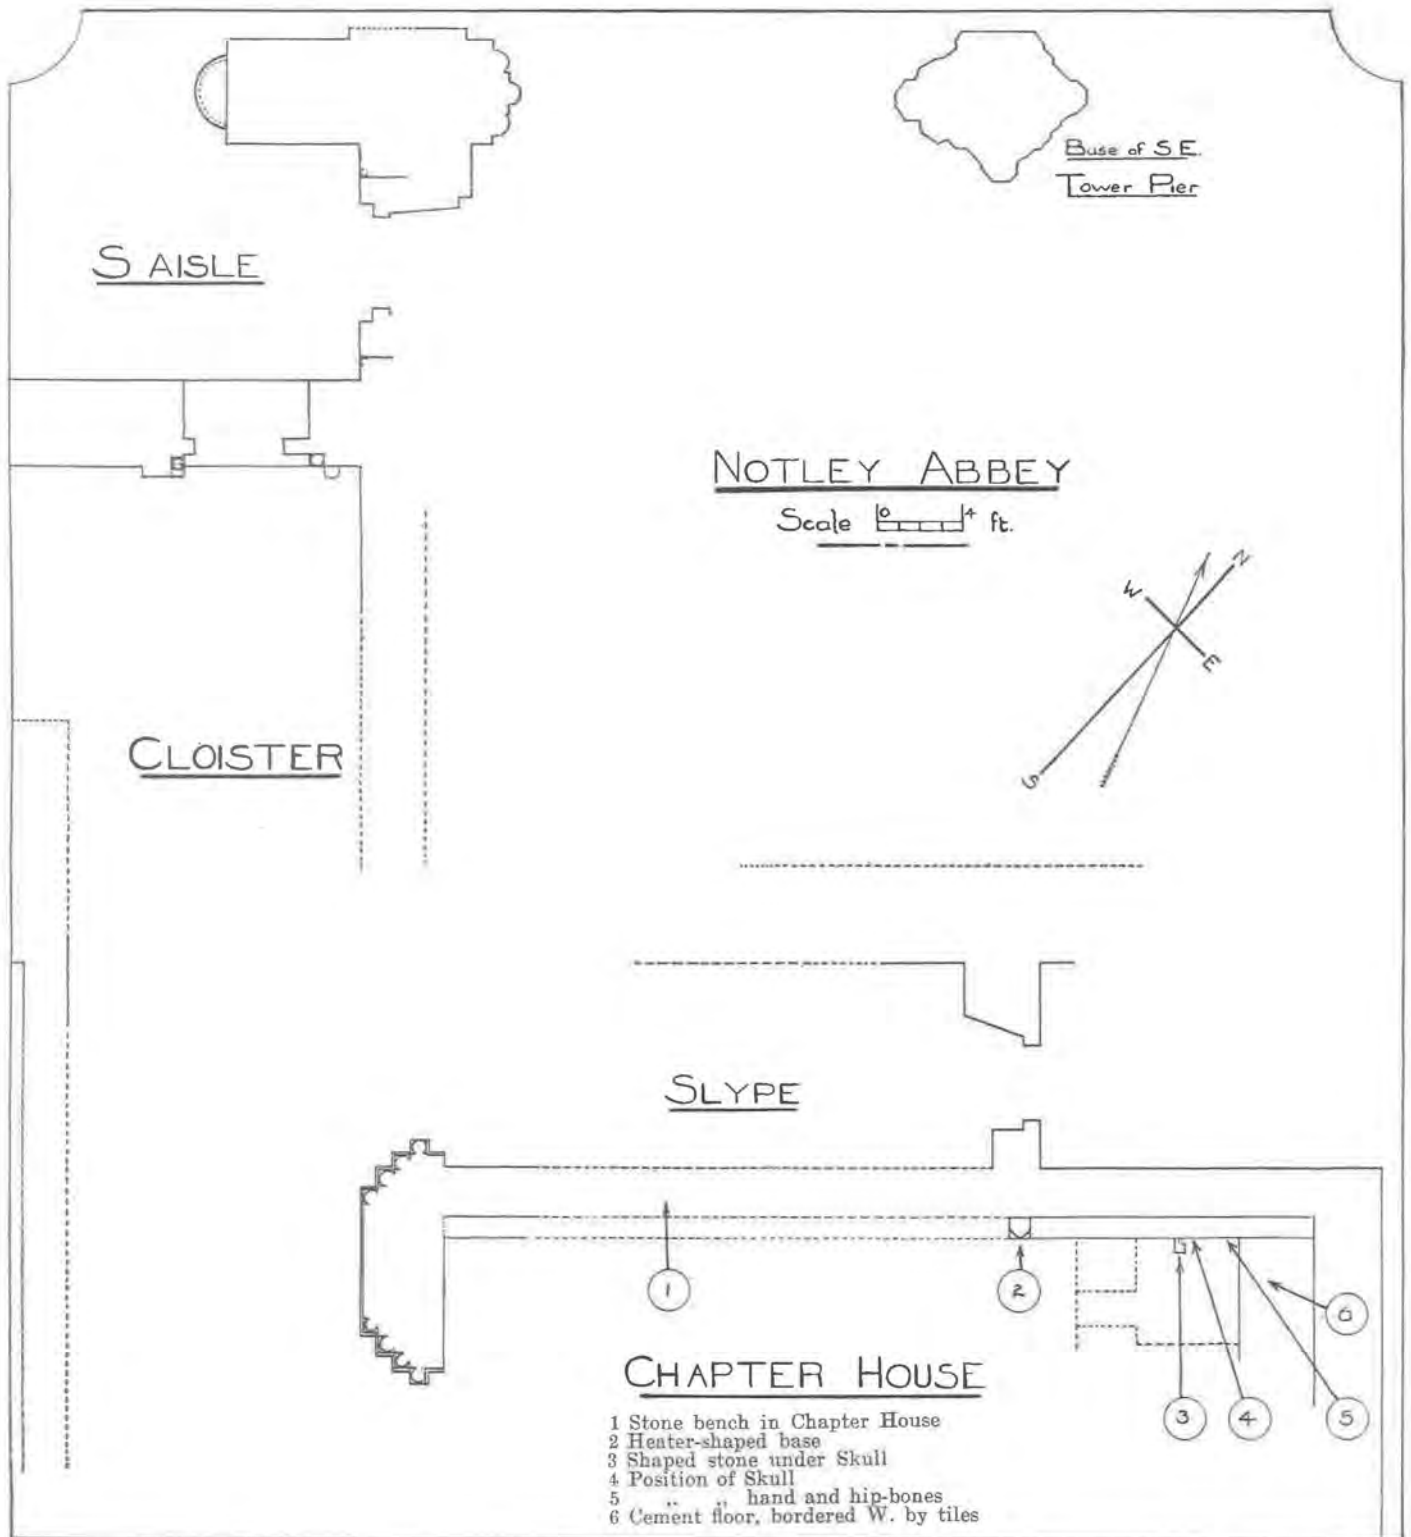 Base of S E.
Tower Pier
S AISLE
NOTLEY ABBEY
Scale 0 4 ft.
N
W
E
S
CLOISTER
SLYPE
1
2
6
3
4
5
CHAPTER HOUSE
1 Stone bench in Chapter House
2 Heater-shaped base
3 Shaped stone under Skull
4 Position of Skull
5 „ „ hand and hip-bones
6 Cement floor, bordered W. by tiles